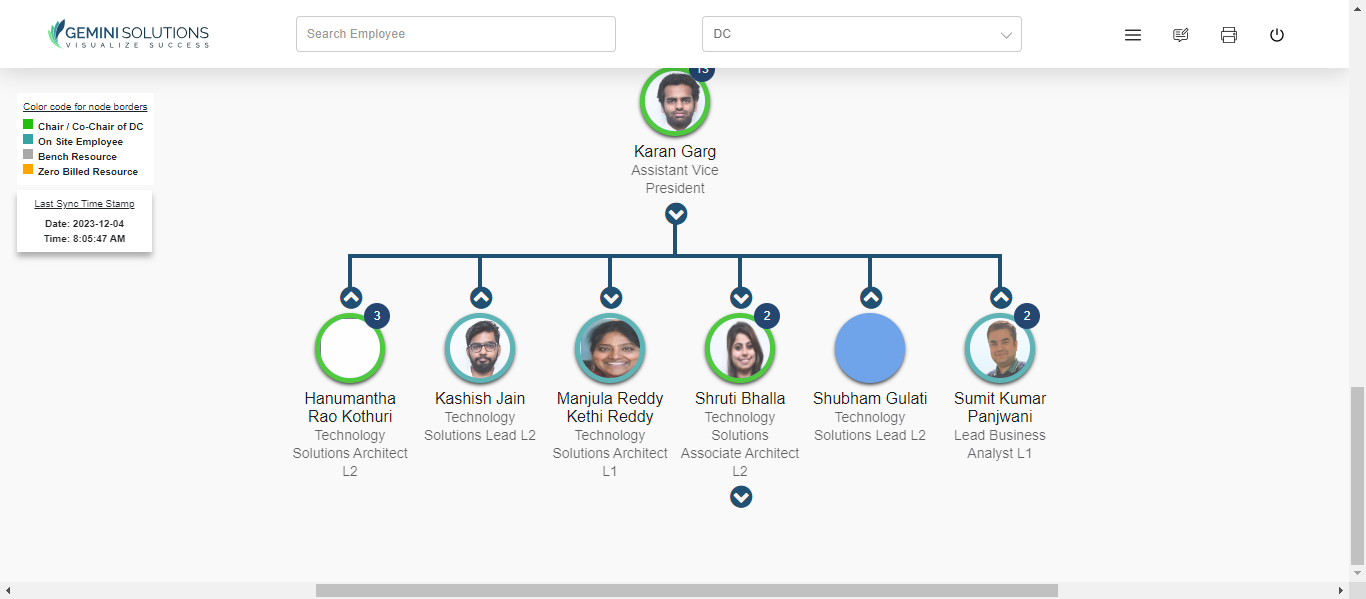 GEMINI SOLUTIONS
VISUALIZE SUCCESS
Search Employee
DC
Color code for node borders
Chair / Co-Chair of DC
On Site Employee
Bench Resource
Zero Billed Resource
Last Sync Time Stamp
Date: 2023-12-04
Time: 8:05:47 AM
13
Karan Garg
Assistant Vice
President
3
Hanumantha
Rao Kothuri
Technology
Solutions Architect
L2
Kashish Jain
Technology
Solutions Lead L2
Manjula Reddy
Kethi Reddy
Technology
Solutions Architect
L1
2
Shruti Bhalla
Technology
Solutions
Associate Architect
L2
Shubham Gulati
Technology
Solutions Lead L2
2
Sumit Kumar
Panjwani
Lead Business
Analyst L1